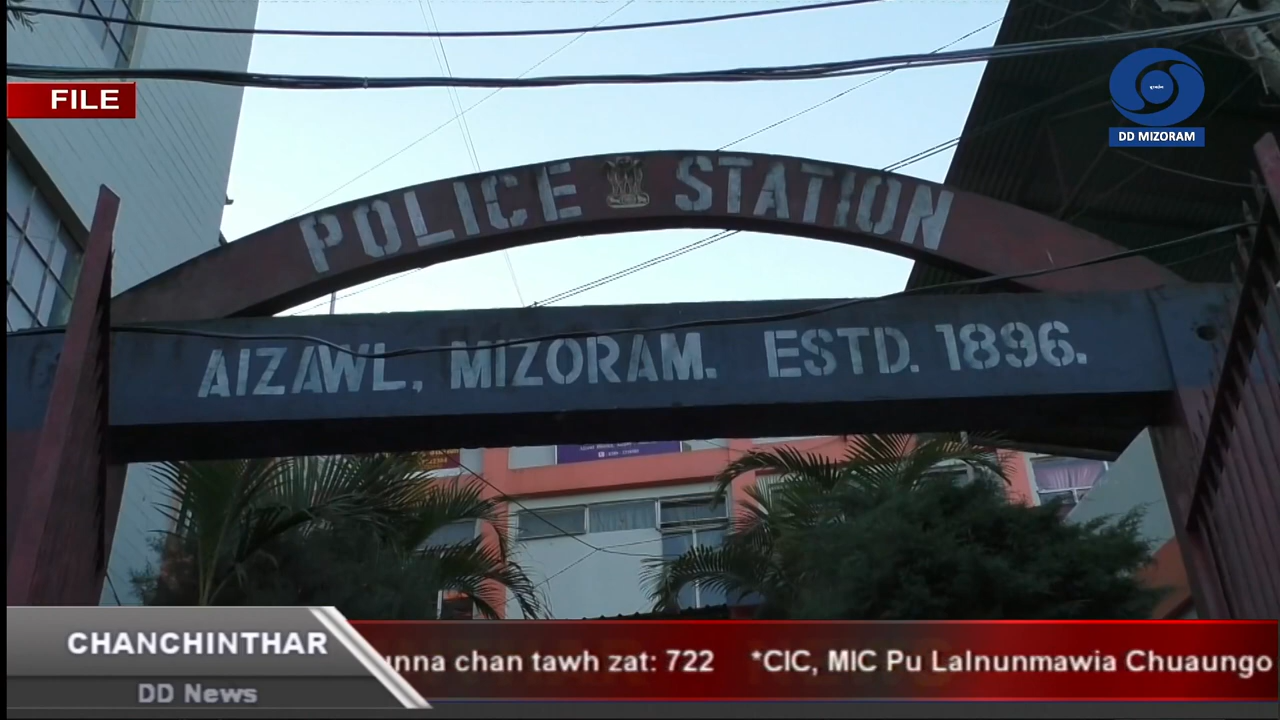 FILE
DD MIZORAM
POLICE STATION
AIZAWL, MIZORAM. ESTD. 1896.
CHANCHINTHAR
chan tawh zat: 722 *CIC, MIC Pu Lalnunmawia Chuaungo
DD News